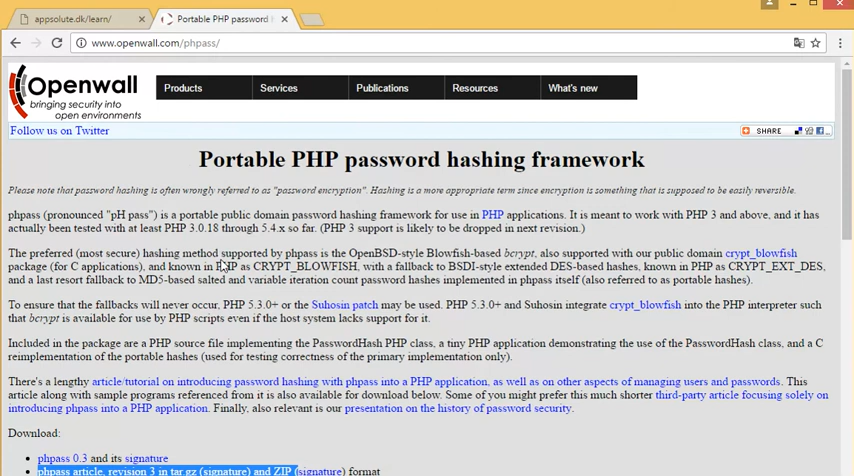 appsolute.dk/learn/
Portable PHP password h
www.openwall.com/phpass/
Openwall
bringing security into
open environments
Products Services Publications Resources What's new
Follow us on Twitter
SHARE
Portable PHP password hashing framework
Please note that password hashing is often wrongly referred to as "password encryption". Hashing is a more appropriate term since encryption is something that is supposed to be easily reversible.
phpass (pronounced "pH pass") is a portable public domain password hashing framework for use in PHP applications. It is meant to work with PHP 3 and above, and it has
actually been tested with at least PHP 3.0.18 through 5.4.x so far. (PHP 3 support is likely to be dropped in next revision.)
The preferred (most secure) hashing method supported by phpass is the OpenBSD-style Blowfish-based bcrypt, also supported with our public domain crypt_blowfish
package (for C applications), and known in PHP as CRYPT_BLOWFISH, with a fallback to BSDI-style extended DES-based hashes, known in PHP as CRYPT_EXT_DES,
and a last resort fallback to MD5-based salted and variable iteration count password hashes implemented in phpass itself (also referred to as portable hashes).
To ensure that the fallbacks will never occur, PHP 5.3.0+ or the Suhosin patch may be used. PHP 5.3.0+ and Suhosin integrate crypt_blowfish into the PHP interpreter such
that bcrypt is available for use by PHP scripts even if the host system lacks support for it.
Included in the package are a PHP source file implementing the PasswordHash PHP class, a tiny PHP application demonstrating the use of the PasswordHash class, and a C
reimplementation of the portable hashes (used for testing correctness of the primary implementation only).
There's a lengthy article/tutorial on introducing password hashing with phpass into a PHP application, as well as on other aspects of managing users and passwords. This
article along with sample programs referenced from it is also available for download below. Some of you might prefer this much shorter third-party article focusing solely on
introducing phpass into a PHP application. Finally, also relevant is our presentation on the history of password security.
Download:
phpass 0.3 and its signature
phpass article, revision 3 in tar.gz (signature) and ZIP (signature) format